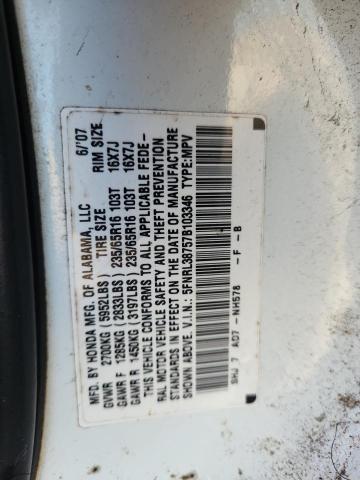 MFD. BY HONDA MFG. OF ALABAMA, LLC 6/'07
GVWR 2700KG (5952LBS) TIRE SIZE RIM SIZE
GAWR F 1285KG (2833LBS) 235/65R16 103T 16X7J
GAWR R 1450KG (3197LBS) 235/65R16 103T 16X7J
THIS VEHICLE CONFORMS TO ALL APPLICABLE FEDE-
RAL MOTOR VEHICLE SAFETY AND THEFT PREVENTION
STANDARDS IN EFFECT ON THE DATE OF MANUFACTURE
SHOWN ABOVE. V.I.N.: 5FNRL38757B103346 TYPE: MPV
SHJ 7 A07 -NH578 -F -B